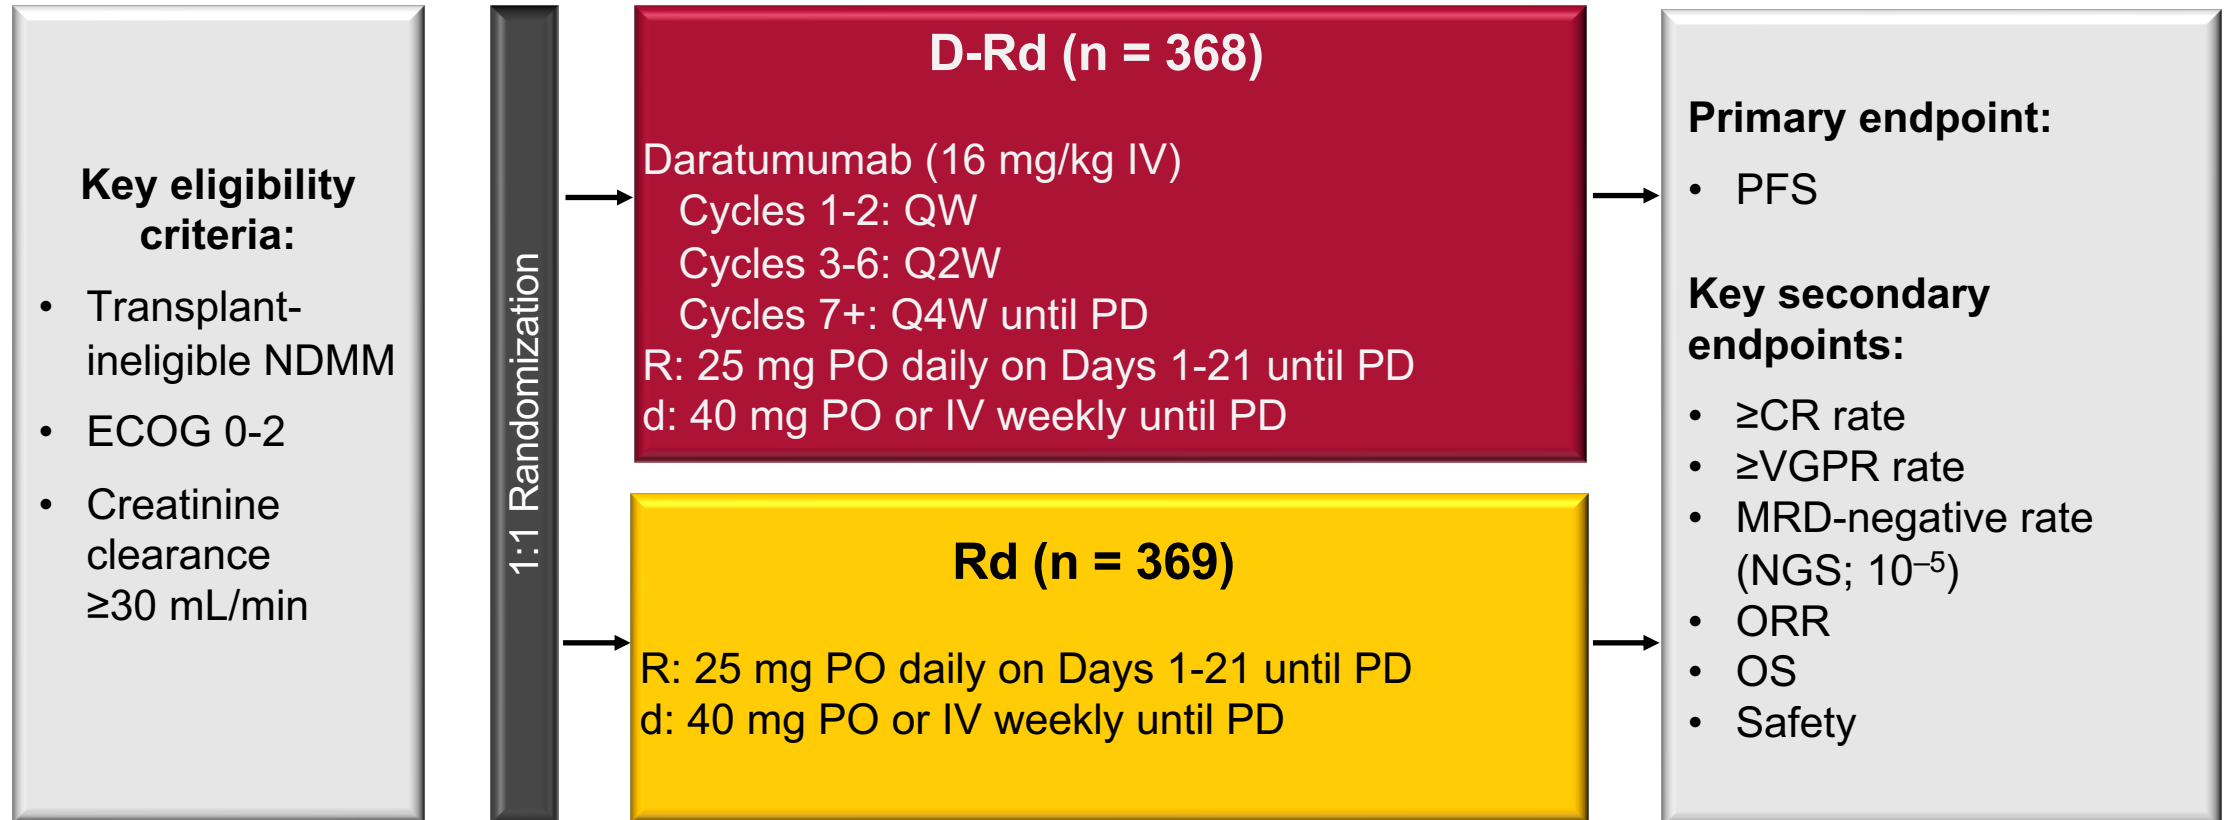 Key eligibility
criteria:
• Transplant-
ineligible NDMM
• ECOG 0-2
• Creatinine
clearance
≥30 mL/min
1:1 Randomization
D-Rd (n = 368)
Daratumumab (16 mg/kg IV)
Cycles 1-2: QW
Cycles 3-6: Q2W
Cycles 7+: Q4W until PD
R: 25 mg PO daily on Days 1-21 until PD
d: 40 mg PO or IV weekly until PD
Rd (n = 369)
R: 25 mg PO daily on Days 1-21 until PD
d: 40 mg PO or IV weekly until PD
Primary endpoint:
• PFS
Key secondary
endpoints:
• ≥CR rate
• ≥VGPR rate
• MRD-negative rate
(NGS; 10⁻⁵)
• ORR
• OS
• Safety